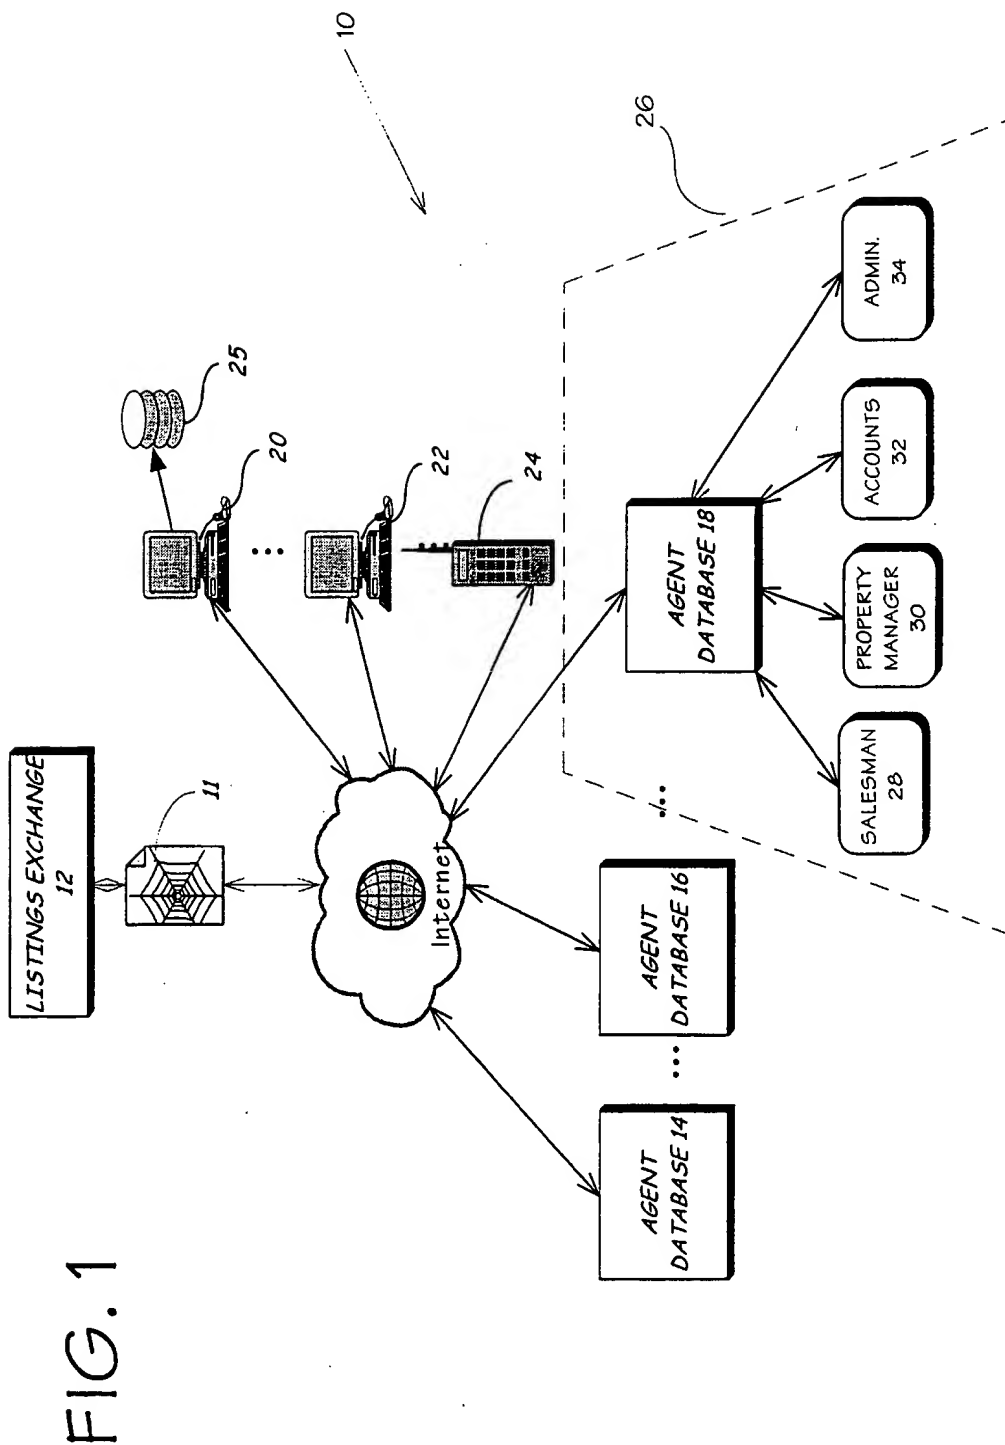 FIG. 1
LISTINGS EXCHANGE
12
11
10
25
20
22
24
Internet
26
AGENT
DATABASE 14
AGENT
DATABASE 16
AGENT
DATABASE 18
SALESMAN
28
PROPERTY
MANAGER
30
ACCOUNTS
32
ADMIN.
34